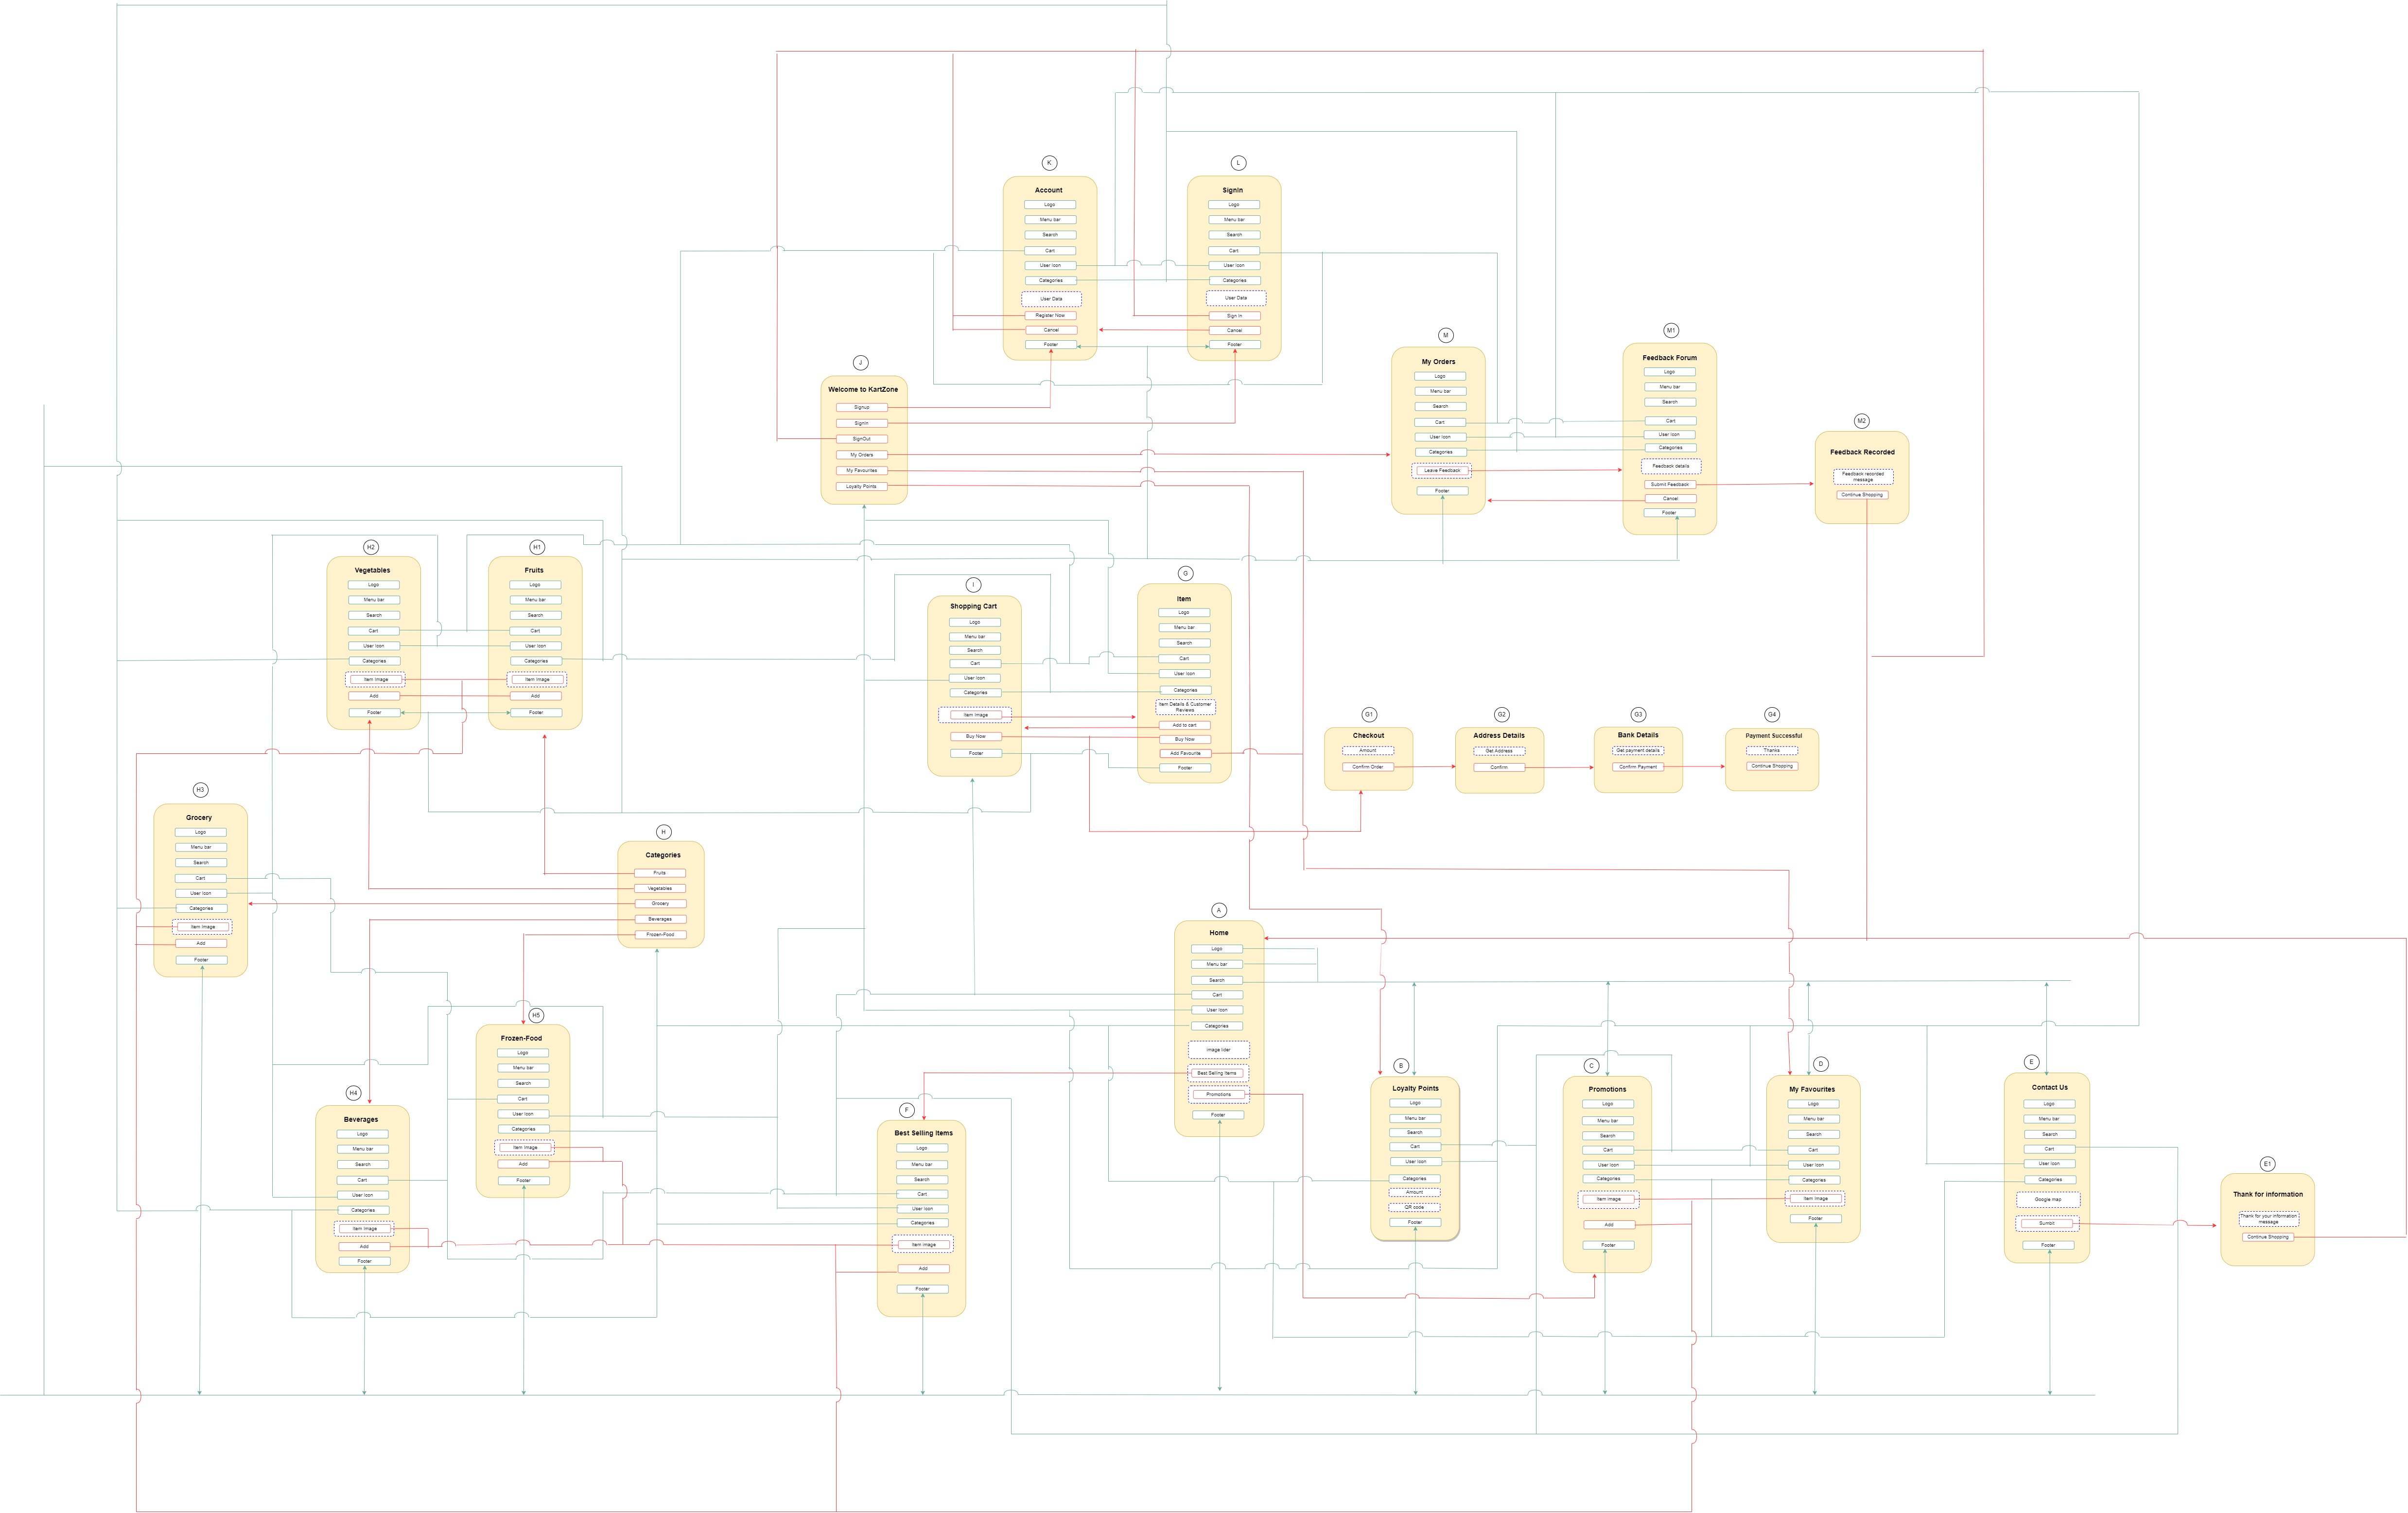 K
Account
Logo
Menu bar
Search
Cart
User Icon
Categories
User Data
Register Now
Cancel
Footer
L
SignIn
Logo
Menu bar
Search
Cart
User Icon
Categories
User Data
Sign In
Cancel
Footer
J
Welcome to KartZone
Signup
SignIn
SignOut
My Orders
My Favourites
Loyalty Points
M
My Orders
Logo
Menu bar
Search
Cart
User Icon
Categories
Leave Feedback
Footer
M1
Feedback Forum
Logo
Menu bar
Search
Cart
User Icon
Categories
Feedback details
Submit Feedback
Cancel
Footer
M2
Feedback Recorded
Feedback recorded
message
Continue Shopping
H2
Vegetables
Logo
Menu bar
Search
Cart
User Icon
Categories
Item Image
Add
Footer
H1
Fruits
Logo
Menu bar
Search
Cart
User Icon
Categories
Item Image
Add
Footer
I
Shopping Cart
Logo
Menu bar
Search
Cart
User Icon
Categories
Item Image
Buy Now
Footer
G
Item
Logo
Menu bar
Search
Cart
User Icon
Categories
Item Details & Customer
Reviews
Add to cart
Buy Now
Add Favourite
Footer
G1
Checkout
Amount
Confirm Order
G2
Address Details
Get Address
Confirm
G3
Bank Details
Get payment details
Confirm Payment
G4
Payment Successful
Thanks
Continue Shopping
H3
Grocery
Logo
Menu bar
Search
Cart
User Icon
Categories
Item Image
Add
Footer
H
Categories
Fruits
Vegetables
Grocery
Beverages
Frozen-Food
A
Home
Logo
Menu bar
Search
Cart
User Icon
Categories
image lider
Best Selling Items
Promotions
Footer
H5
Frozen-Food
Logo
Menu bar
Search
Cart
User Icon
Categories
Item Image
Add
Footer
H4
Beverages
Logo
Menu bar
Search
Cart
User Icon
Categories
Item Image
Add
Footer
F
Best Selling Items
Logo
Menu bar
Search
Cart
User Icon
Categories
Item image
Add
Footer
B
Loyalty Points
Logo
Menu bar
Search
Cart
User Icon
Categories
Amount
QR code
Footer
C
Promotions
Logo
Menu bar
Search
Cart
User Icon
Categories
Item image
Add
Footer
D
My Favourites
Logo
Menu bar
Search
Cart
User Icon
Categories
Item Image
Footer
E
Contact Us
Logo
Menu bar
Search
Cart
User Icon
Categories
Google map
Sumbit
Footer
E1
Thank for information
Thank for your information
message
Continue Shopping